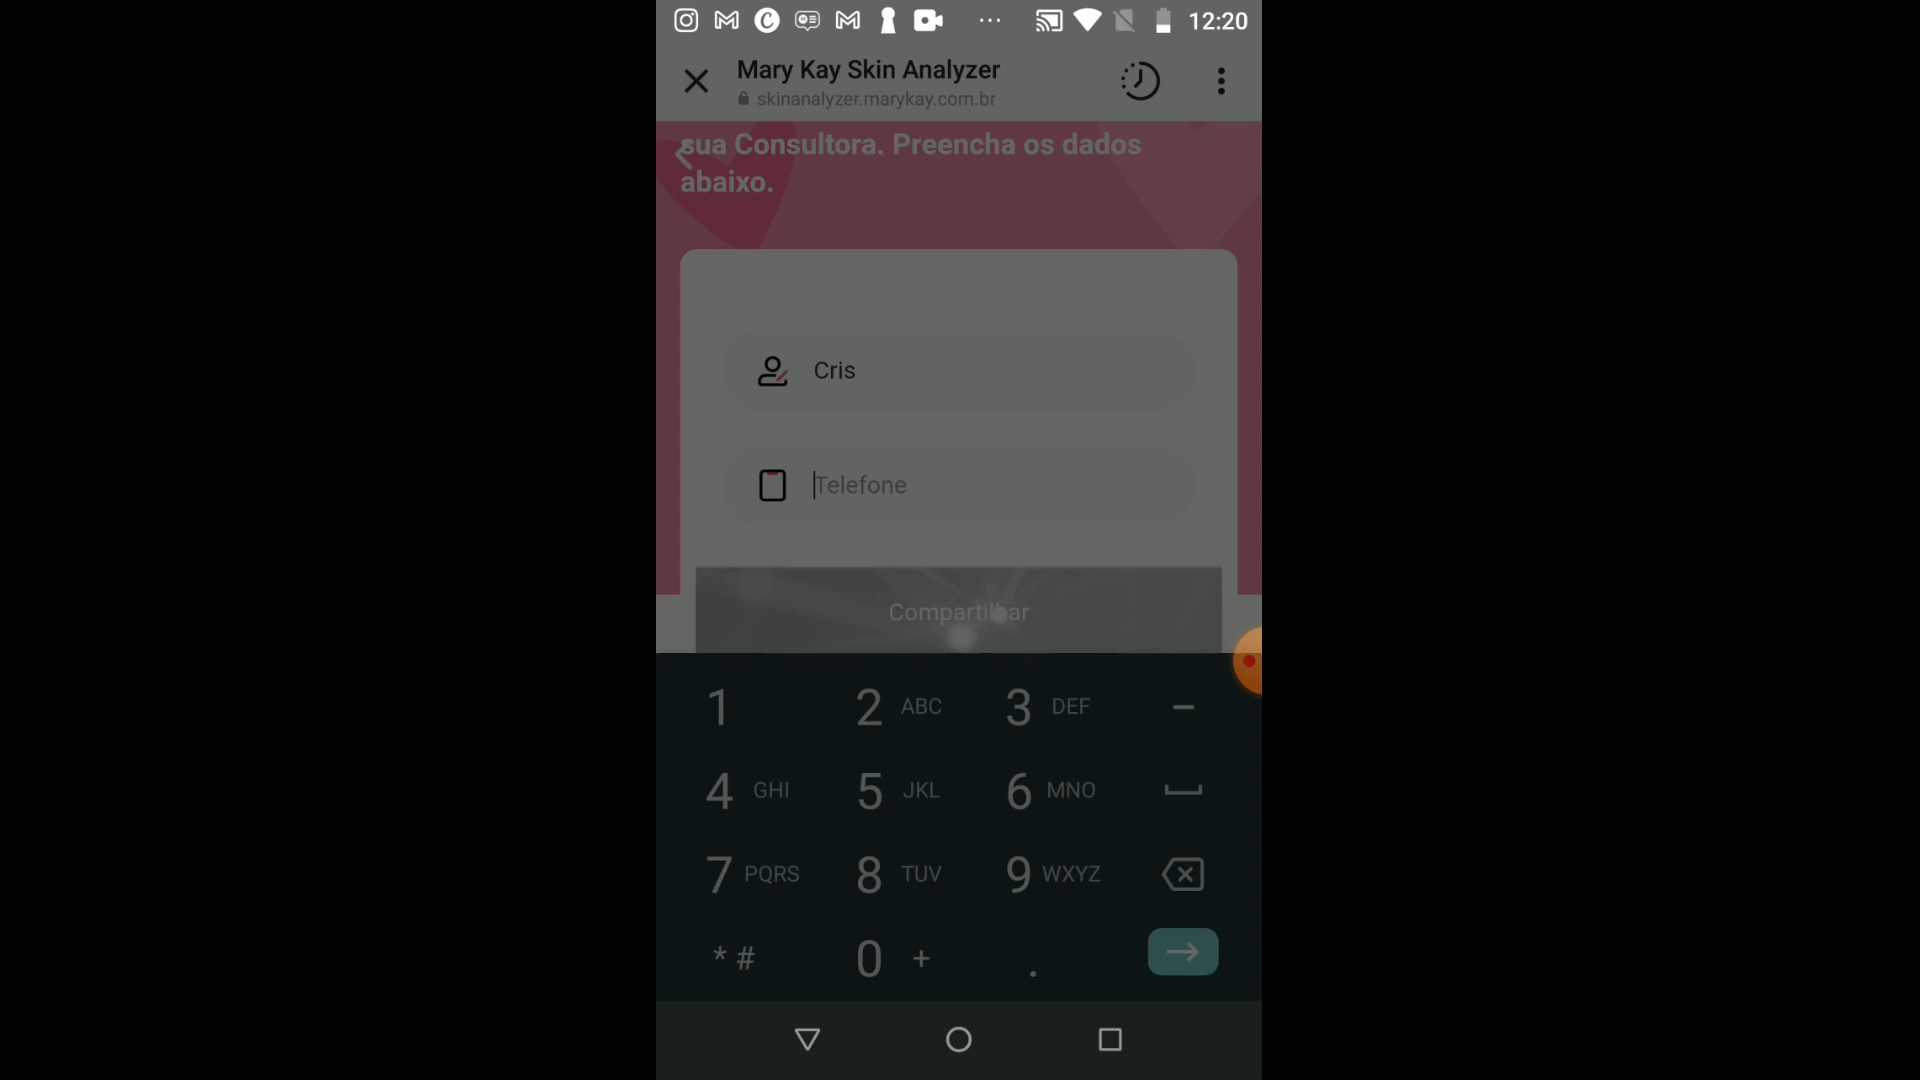 12:20
Mary Kay Skin Analyzer
skinanalyzer.marykay.com.br
sua Consultora. Preencha os dados
abaixo.
Cris
Telefone
Compartilhar
1 2 ABC 3 DEF −
4 GHI 5 JKL 6 MNO
7 PQRS 8 TUV 9 WXYZ
* # 0 + .